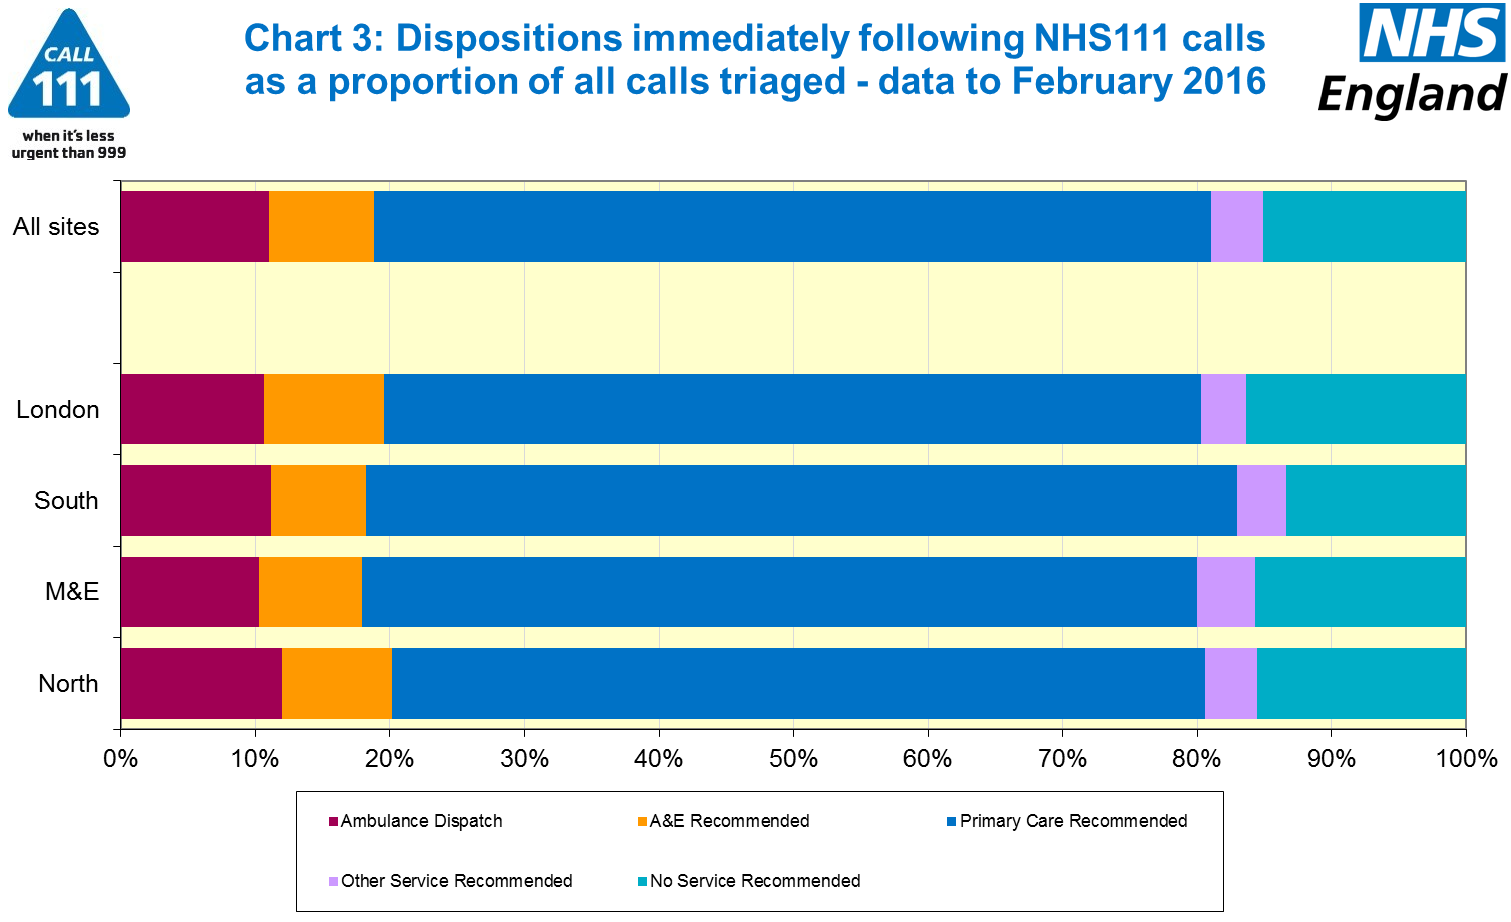 CALL
111
when it's less
urgent than 999
Chart 3: Dispositions immediately following NHS111 calls
as a proportion of all calls triaged - data to February 2016
NHS
England
All sites
London
South
M&E
North
0% 10% 20% 30% 40% 50% 60% 70% 80% 90% 100%
Ambulance Dispatch A&E Recommended Primary Care Recommended
Other Service Recommended No Service Recommended